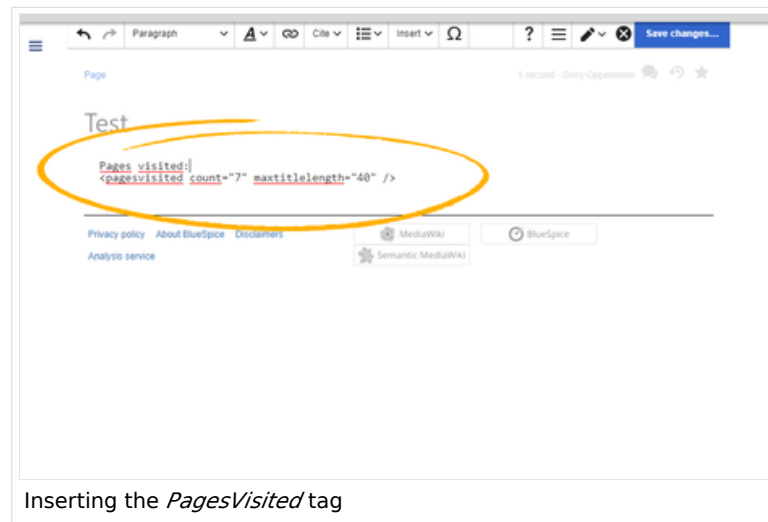 Paragraph A Cite Insert Ω ? Save changes...
Page 1 second - Story Oppermann
Test
Pages visited:
<pagesvisited count="7" maxtitlelength="40" />
Privacy policy About BlueSpice Disclaimers MediaWiki BlueSpice
Analysis service Semantic MediaWiki
Inserting the PagesVisited tag